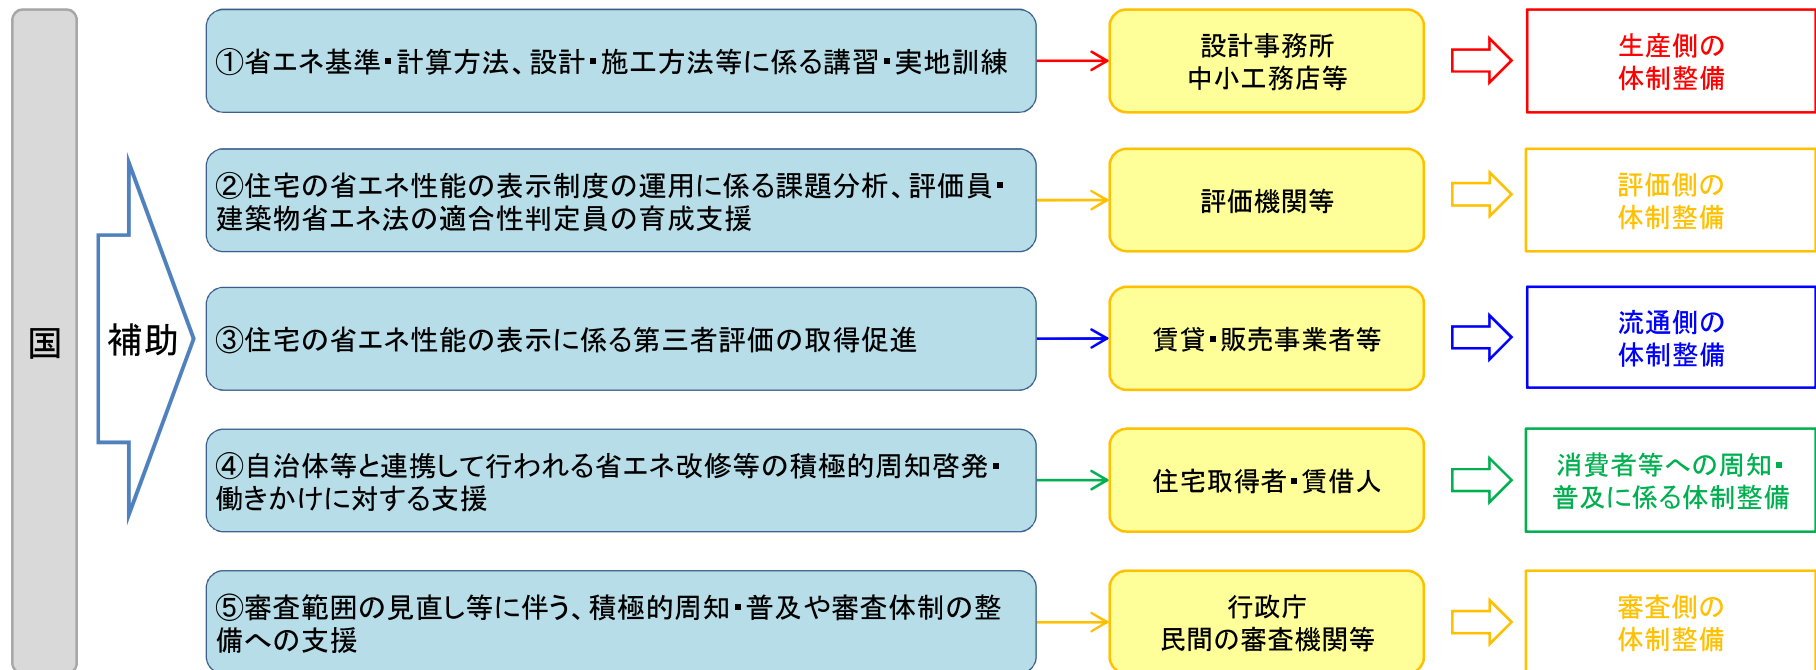 国
補助
①省エネ基準・計算方法、設計・施工方法等に係る講習・実地訓練
設計事務所
中小工務店等
生産側の
体制整備
②住宅の省エネ性能の表示制度の運用に係る課題分析、評価員・
建築物省エネ法の適合性判定員の育成支援
評価機関等
評価側の
体制整備
③住宅の省エネ性能の表示に係る第三者評価の取得促進
賃貸・販売事業者等
流通側の
体制整備
④自治体等と連携して行われる省エネ改修等の積極的周知啓発・
働きかけに対する支援
住宅取得者・賃借人
消費者等への周知・
普及に係る体制整備
⑤審査範囲の見直し等に伴う、積極的周知・普及や審査体制の整
備への支援
行政庁
民間の審査機関等
審査側の
体制整備